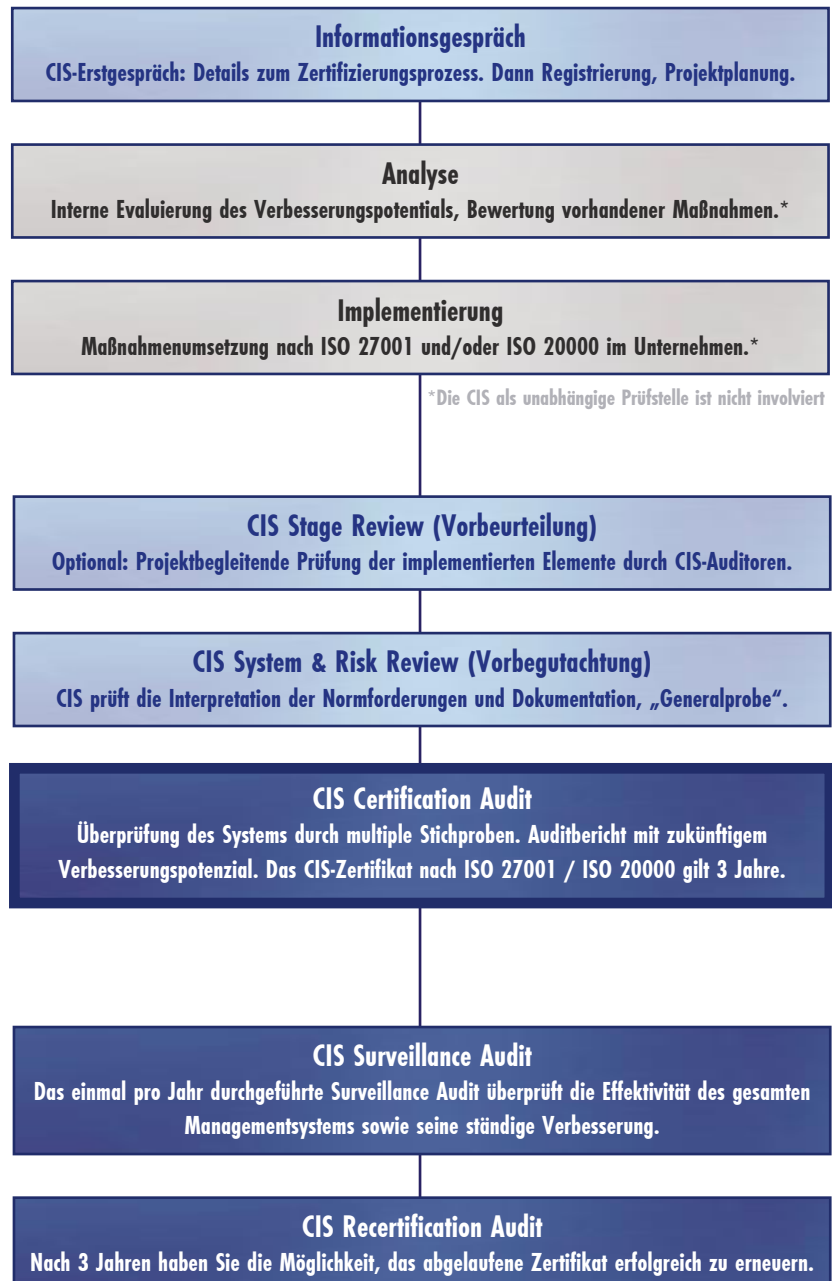 Informationsgespräch
CIS-Erstgespräch: Details zum Zertifizierungsprozess. Dann Registrierung, Projektplanung.
Analyse
Interne Evaluierung des Verbesserungspotentials, Bewertung vorhandener Maßnahmen.*
Implementierung
Maßnahmenumsetzung nach ISO 27001 und/oder ISO 20000 im Unternehmen.*
*Die CIS als unabhängige Prüfstelle ist nicht involviert
CIS Stage Review (Vorbeurteilung)
Optional: Projektbegleitende Prüfung der implementierten Elemente durch CIS-Auditoren.
CIS System & Risk Review (Vorbegutachtung)
CIS prüft die Interpretation der Normforderungen und Dokumentation, „Generalprobe“.
CIS Certification Audit
Überprüfung des Systems durch multiple Stichproben. Auditbericht mit zukünftigem
Verbesserungspotenzial. Das CIS-Zertifikat nach ISO 27001 / ISO 20000 gilt 3 Jahre.
CIS Surveillance Audit
Das einmal pro Jahr durchgeführte Surveillance Audit überprüft die Effektivität des gesamten
Managementsystems sowie seine ständige Verbesserung.
CIS Recertification Audit
Nach 3 Jahren haben Sie die Möglichkeit, das abgelaufene Zertifikat erfolgreich zu erneuern.